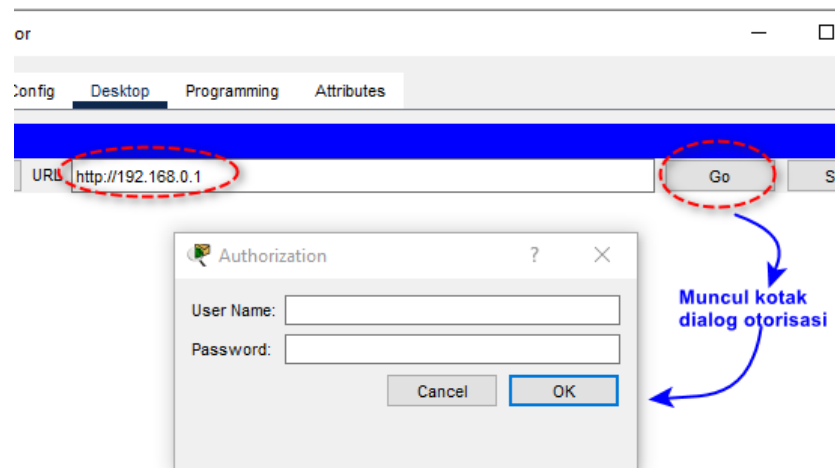 or
Config Desktop Programming Attributes
URL http://192.168.0.1 Go S
Authorization ?
User Name:
Muncul kotak
dialog otorisasi
Password:
Cancel OK